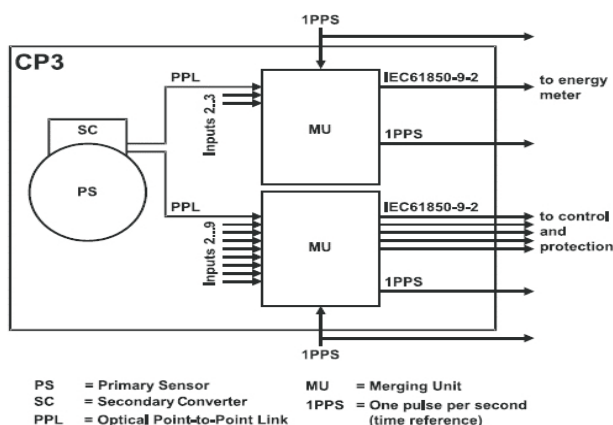 1PPS
CP3
PPL
IEC61850-9-2
to energy
meter
Inputs 2..3
MU
SC
1PPS
PS
PPL
IEC61850-9-2
to control
and
protection
Inputs 2...9
MU
1PPS
1PPS
PS = Primary Sensor
SC = Secondary Converter
PPL = Optical Point-to-Point Link
MU = Merging Unit
1PPS = One pulse per second
(time reference)